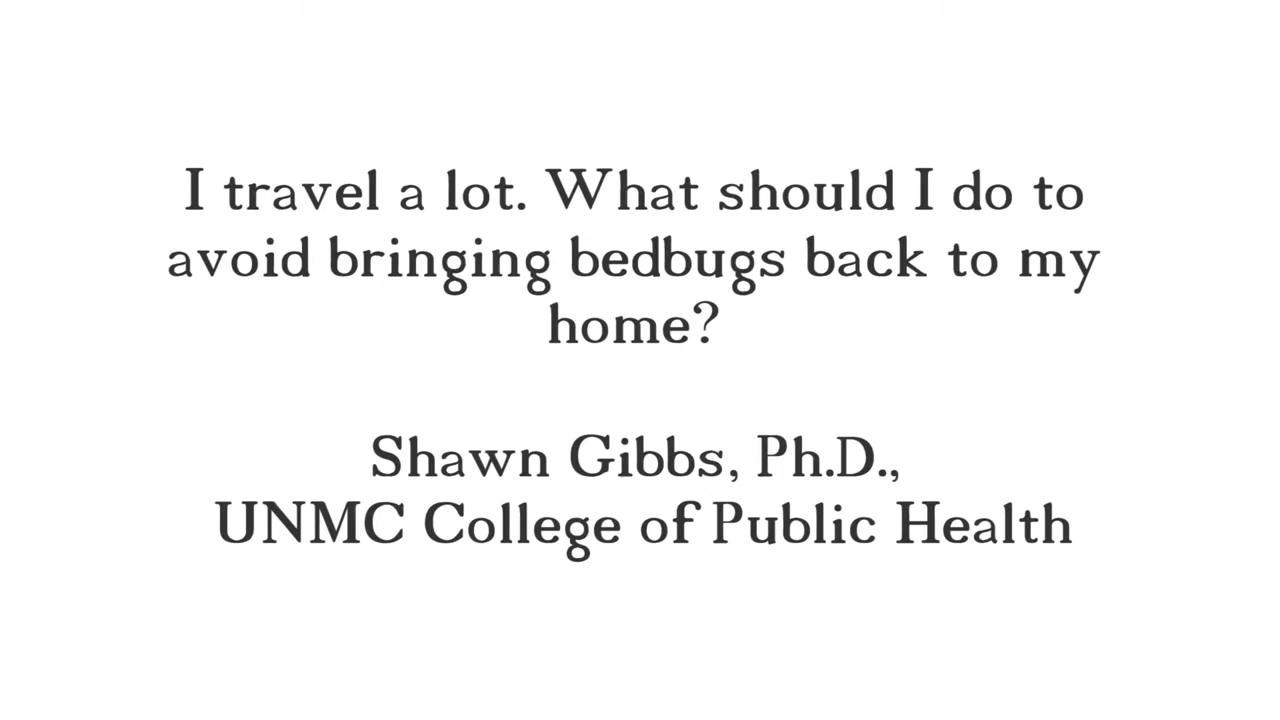 I travel a lot. What should I do to
avoid bringing bedbugs back to my
home?
Shawn Gibbs, Ph.D.,
UNMC College of Public Health